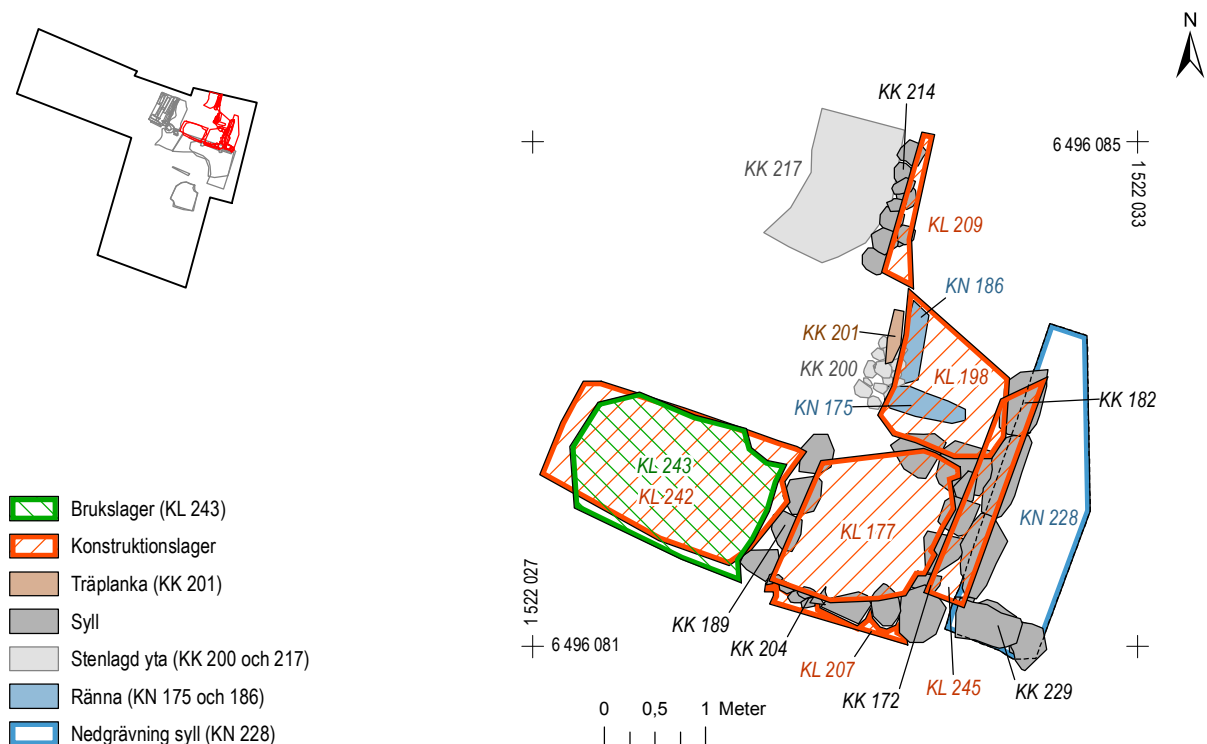 N
KK 214
6 496 085
1 522 033
KK 217
KL 209
KN 186
KK 201
KK 200
KL 198
KN 175
KK 182
KL 243
KL 242
KL 177
KN 228
1 522 027
6 496 081
KK 189
KK 204
KL 207
KK 172
KL 245
KK 229
Brukslager (KL 243)
Konstruktionslager
Träplanka (KK 201)
Syll
Stenlagd yta (KK 200 och 217)
Ränna (KN 175 och 186)
Nedgrävning syll (KN 228)
0 0,5 1 Meter